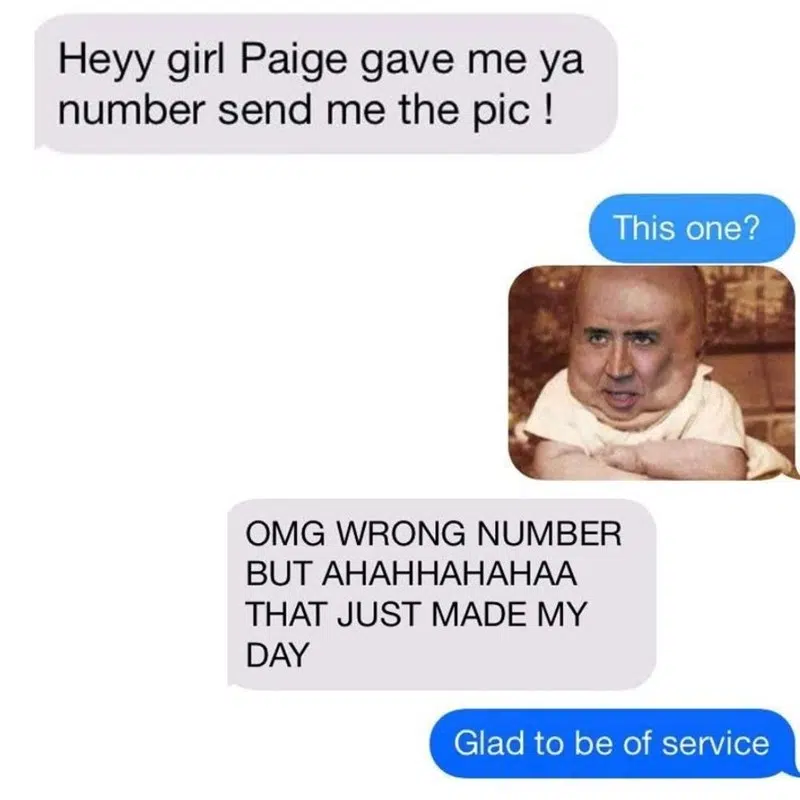 Heyy girl Paige gave me ya
number send me the pic !
This one?
OMG WRONG NUMBER
BUT AHAHHAHAHAA
THAT JUST MADE MY
DAY
Glad to be of service